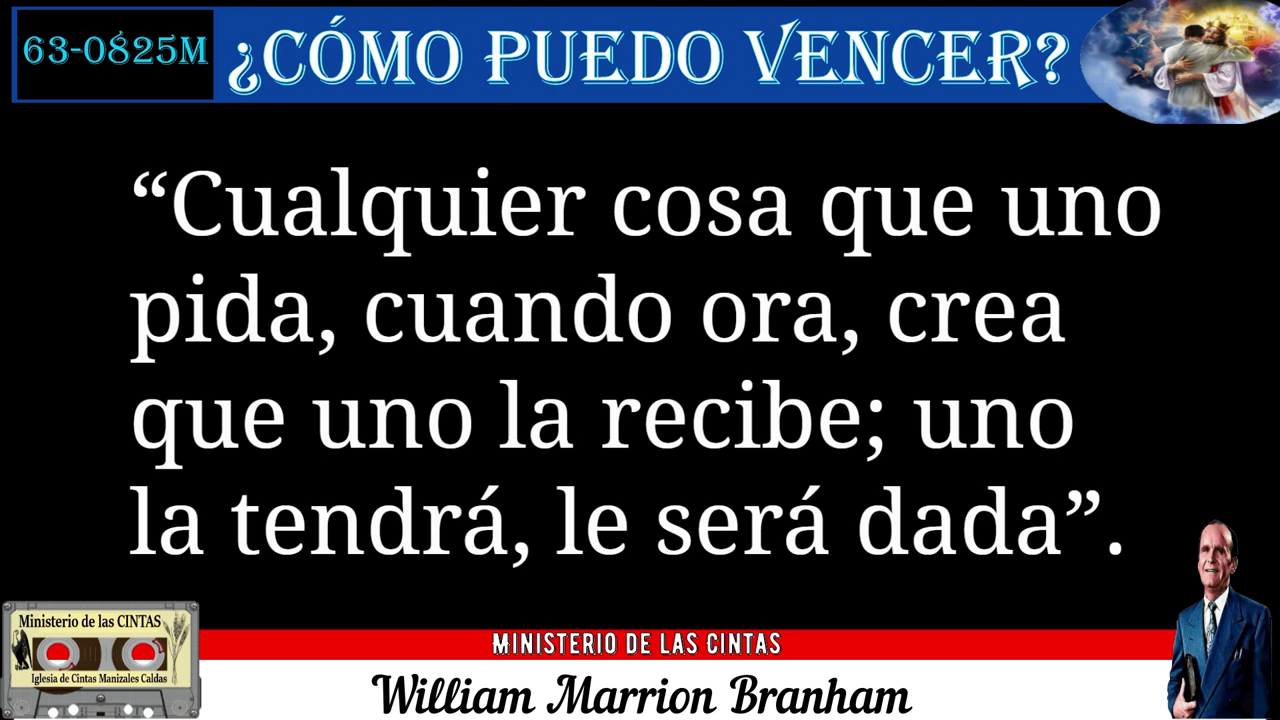 63-0825M
¿CÓMO PUEDO VENCER?
“Cualquier cosa que uno
pida, cuando ora, crea
que uno la recibe; uno
la tendrá, le será dada”.
Ministerio de las CINTAS
Iglesia de Cintas Manizales Caldas
MINISTERIO DE LAS CINTAS
William Marrion Branham